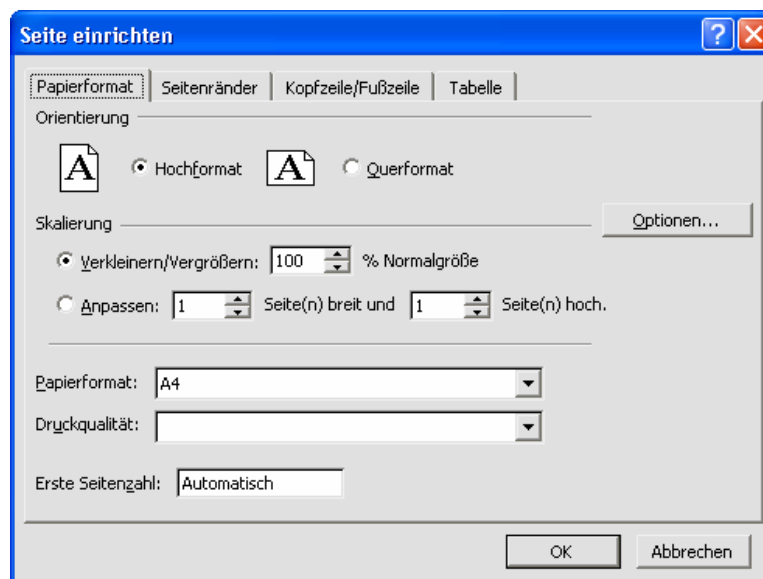 Seite einrichten ?
Papierformat Seitenränder Kopfzeile/Fußzeile Tabelle
Orientierung
A Hochformat A Querformat
Skalierung Optionen...
Verkleinern/Vergrößern: 100 % Normalgröße
Anpassen: 1 Seite(n) breit und 1 Seite(n) hoch.
Papierformat: A4
Druckqualität:
Erste Seitenzahl: Automatisch
OK Abbrechen